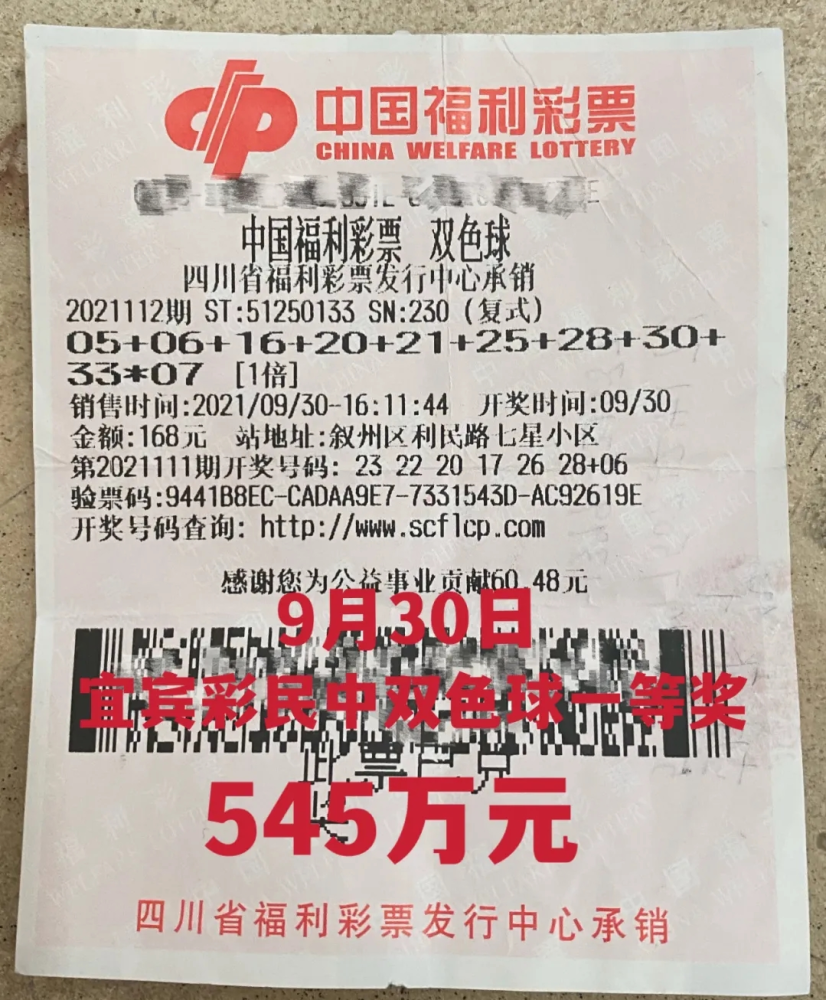 中国福利彩票
CHINA WELFARE LOTTERY
中国福利彩票 双色球
四川省福利彩票发行中心承销
2021112期 ST:51250133 SN:230 (复式)
05+06+16+20+21+25+28+30+
33*07 [1倍]
销售时间:2021/09/30-16:11:44 开奖时间:09/30
金额:168元 站地址:叙州区利民路七星小区
第2021111期开奖号码: 23 22 20 17 26 28+06
验票码:9441B8EC-CADAA9E7-7331543D-AC92619E
开奖号码查询: http://www.scflcp.com
感谢您为公益事业贡献60.48元
9月30日
宜宾彩民中双色球一等奖
此票已兑
545万元
四川省福利彩票发行中心承销